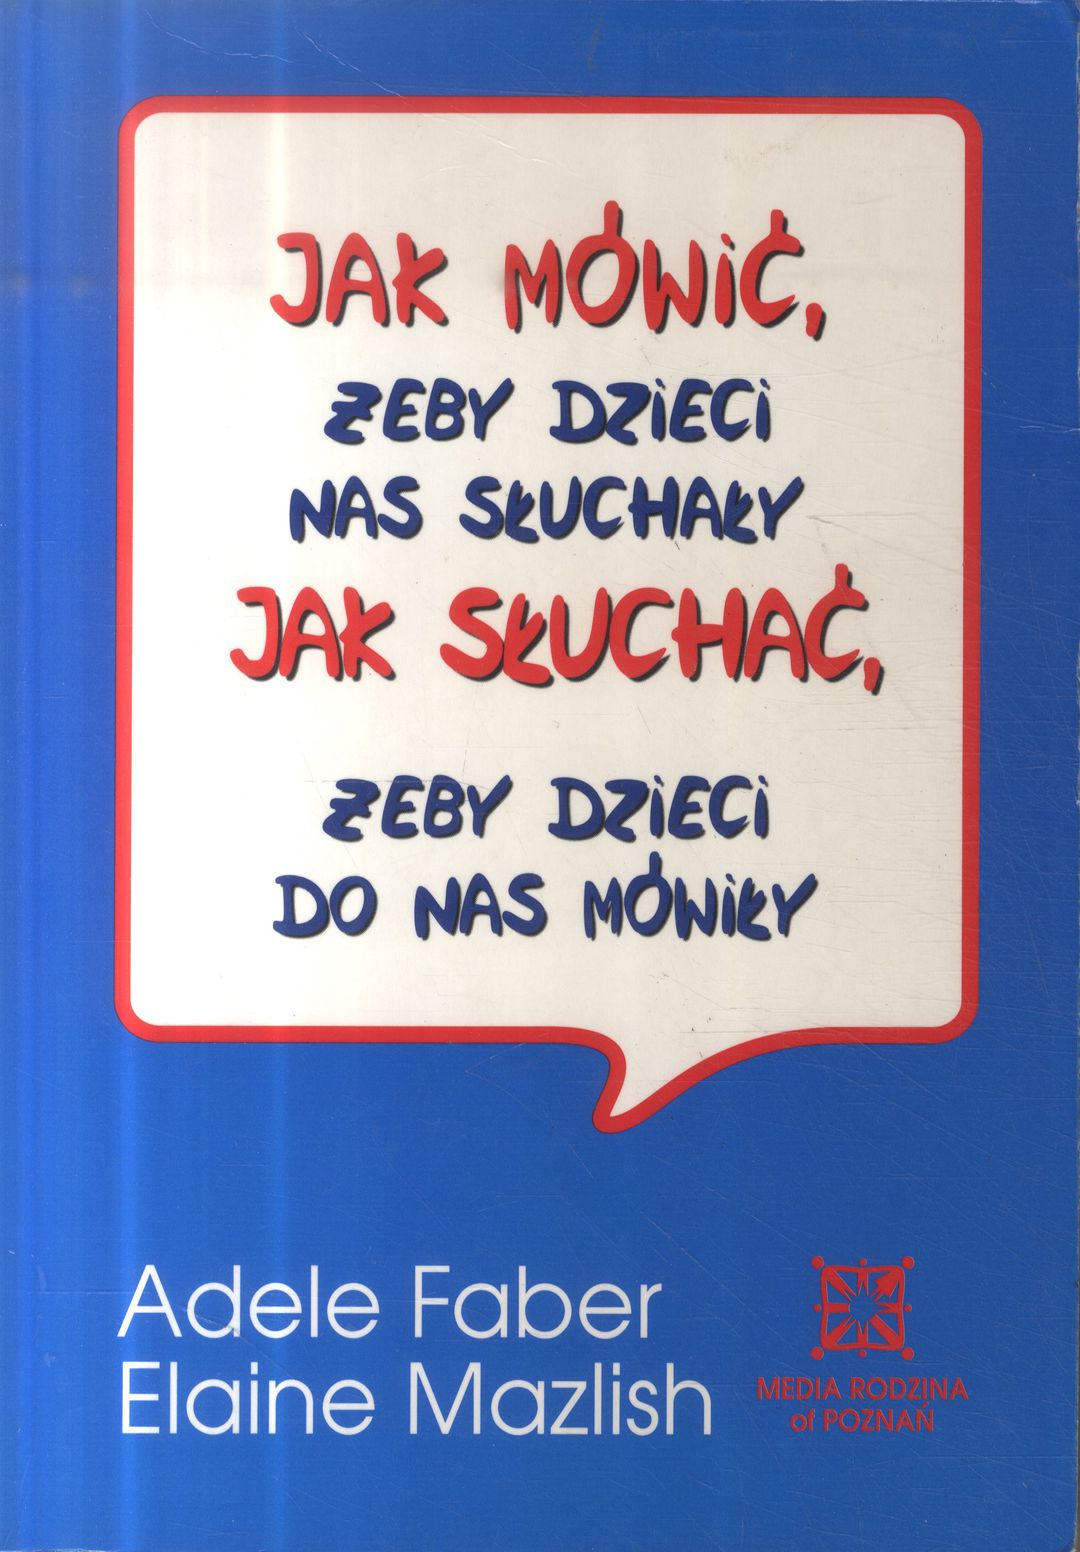 JAK MÓWIĆ,
ŻEBY DZIECI
NAS SŁUCHAŁY
JAK SŁUCHAĆ,
ŻEBY DZIECI
DO NAS MÓWIŁY
Adele Faber
Elaine Mazlish
MEDIA RODZINA
of POZNAŃ